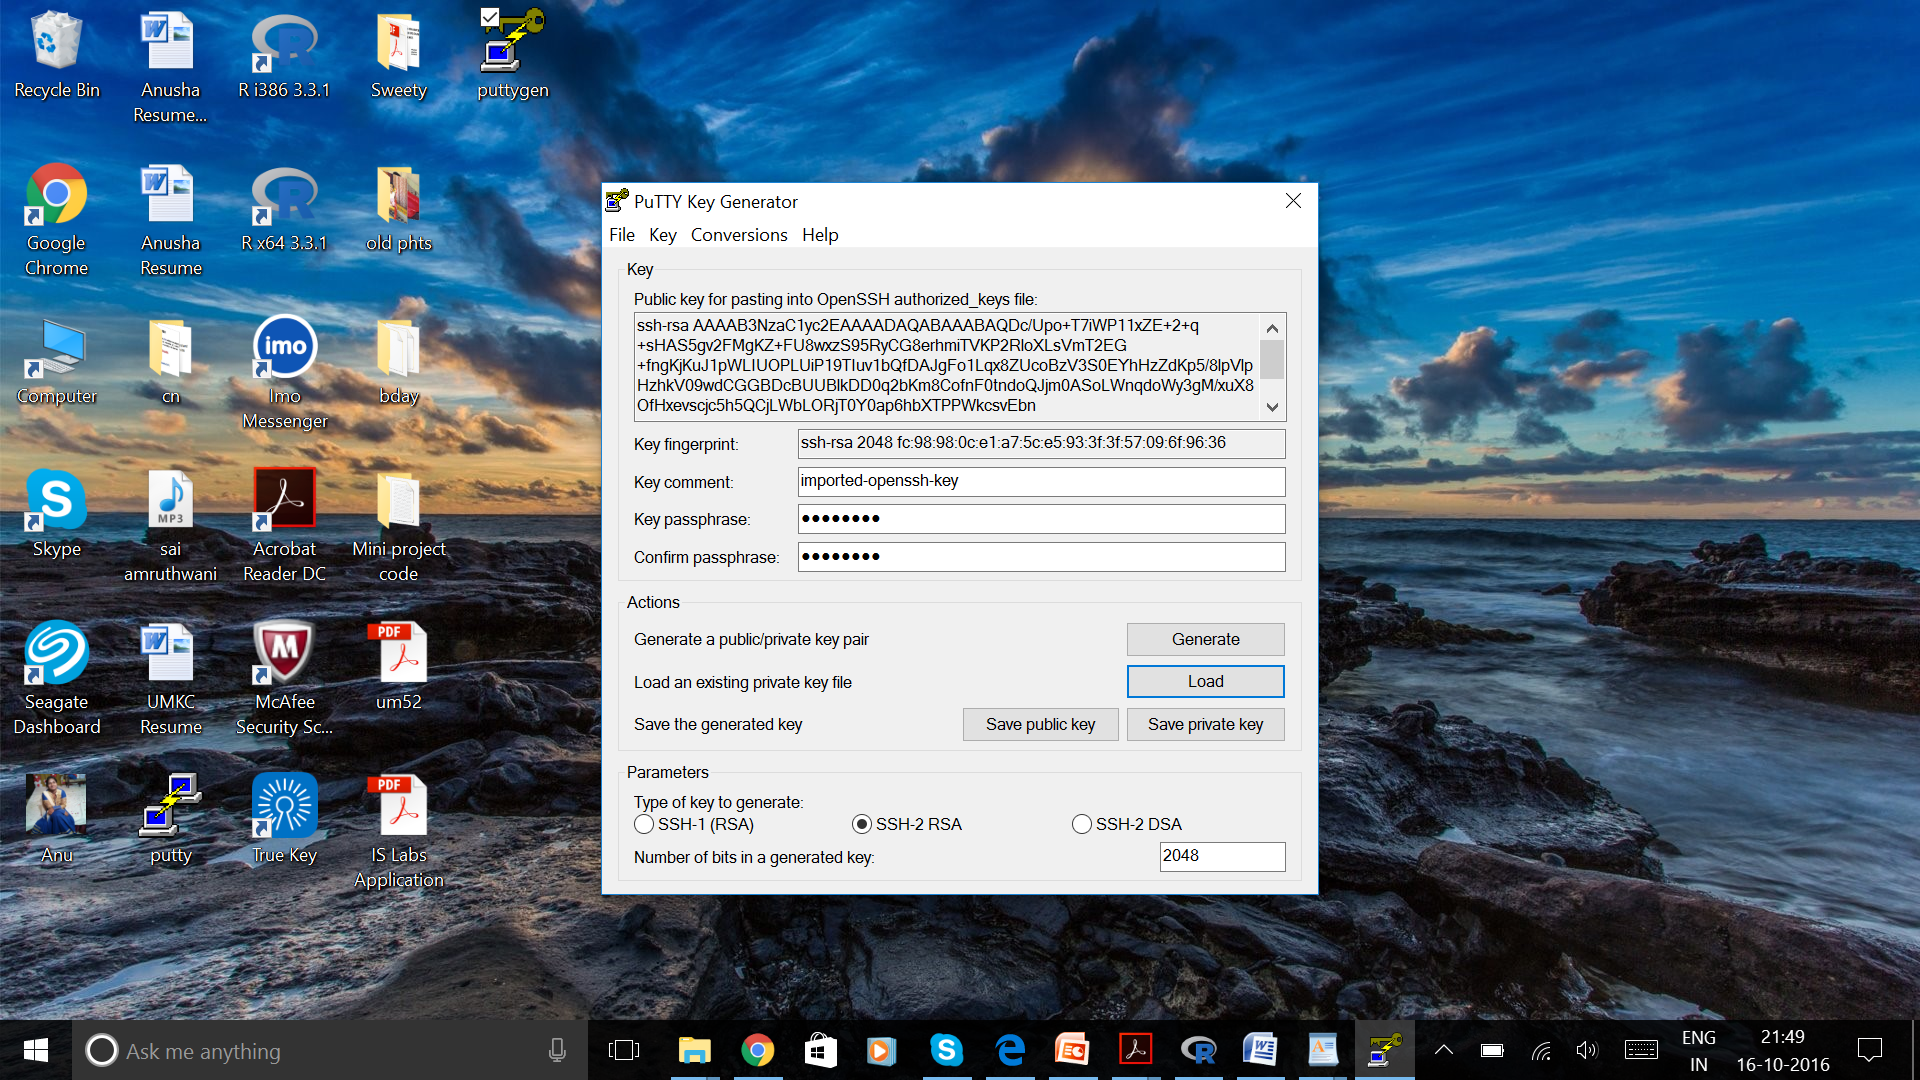 Recycle Bin
Anusha
Resume...
R i386 3.3.1
Sweety
puttygen
Google
Chrome
Anusha
Resume
R x64 3.3.1
old phts
Computer
cn
imo
Imo
Messenger
bday
Skype
MP3
sai
amruthwani
Acrobat
Reader DC
Mini project
code
Seagate
Dashboard
UMKC
Resume
McAfee
Security Sc...
PDF
um52
Anu
putty
True Key
PDF
IS Labs
Application
PuTTY Key Generator
File Key Conversions Help
Key
Public key for pasting into OpenSSH authorized_keys file:
ssh-rsa AAAAB3NzaC1yc2EAAAADAQABAAABAQDc/Upo+T7iWP11xZE+2+q
+sHAS5gv2FMgKZ+FU8wxzS95RyCG8erhmiTVKP2RloXLsVmT2EG
+fngKjKuJ1pWLIUOPLUiP19TIuv1bQfDAJgFo1Lqx8ZUcoBzV3S0EYhHzZdKp5/8lpVlp
HzhkV09wdCGGBDcBUUBlkDD0q2bKm8CofnF0tndoQJjm0ASoLWnqdoWy3gM/xuX8
OfHxevscjc5h5QCjLWbLORjT0Y0ap6hbXTPPWkcsvEbn
Key fingerprint: ssh-rsa 2048 fc:98:98:0c:e1:a7:5c:e5:93:3f:3f:57:09:6f:96:36
Key comment: imported-openssh-key
Key passphrase: ●●●●●●●●
Confirm passphrase: ●●●●●●●●
Actions
Generate a public/private key pair Generate
Load an existing private key file Load
Save the generated key Save public key Save private key
Parameters
Type of key to generate:
SSH-1 (RSA) SSH-2 RSA SSH-2 DSA
Number of bits in a generated key: 2048
Ask me anything
ENG
IN
21:49
16-10-2016